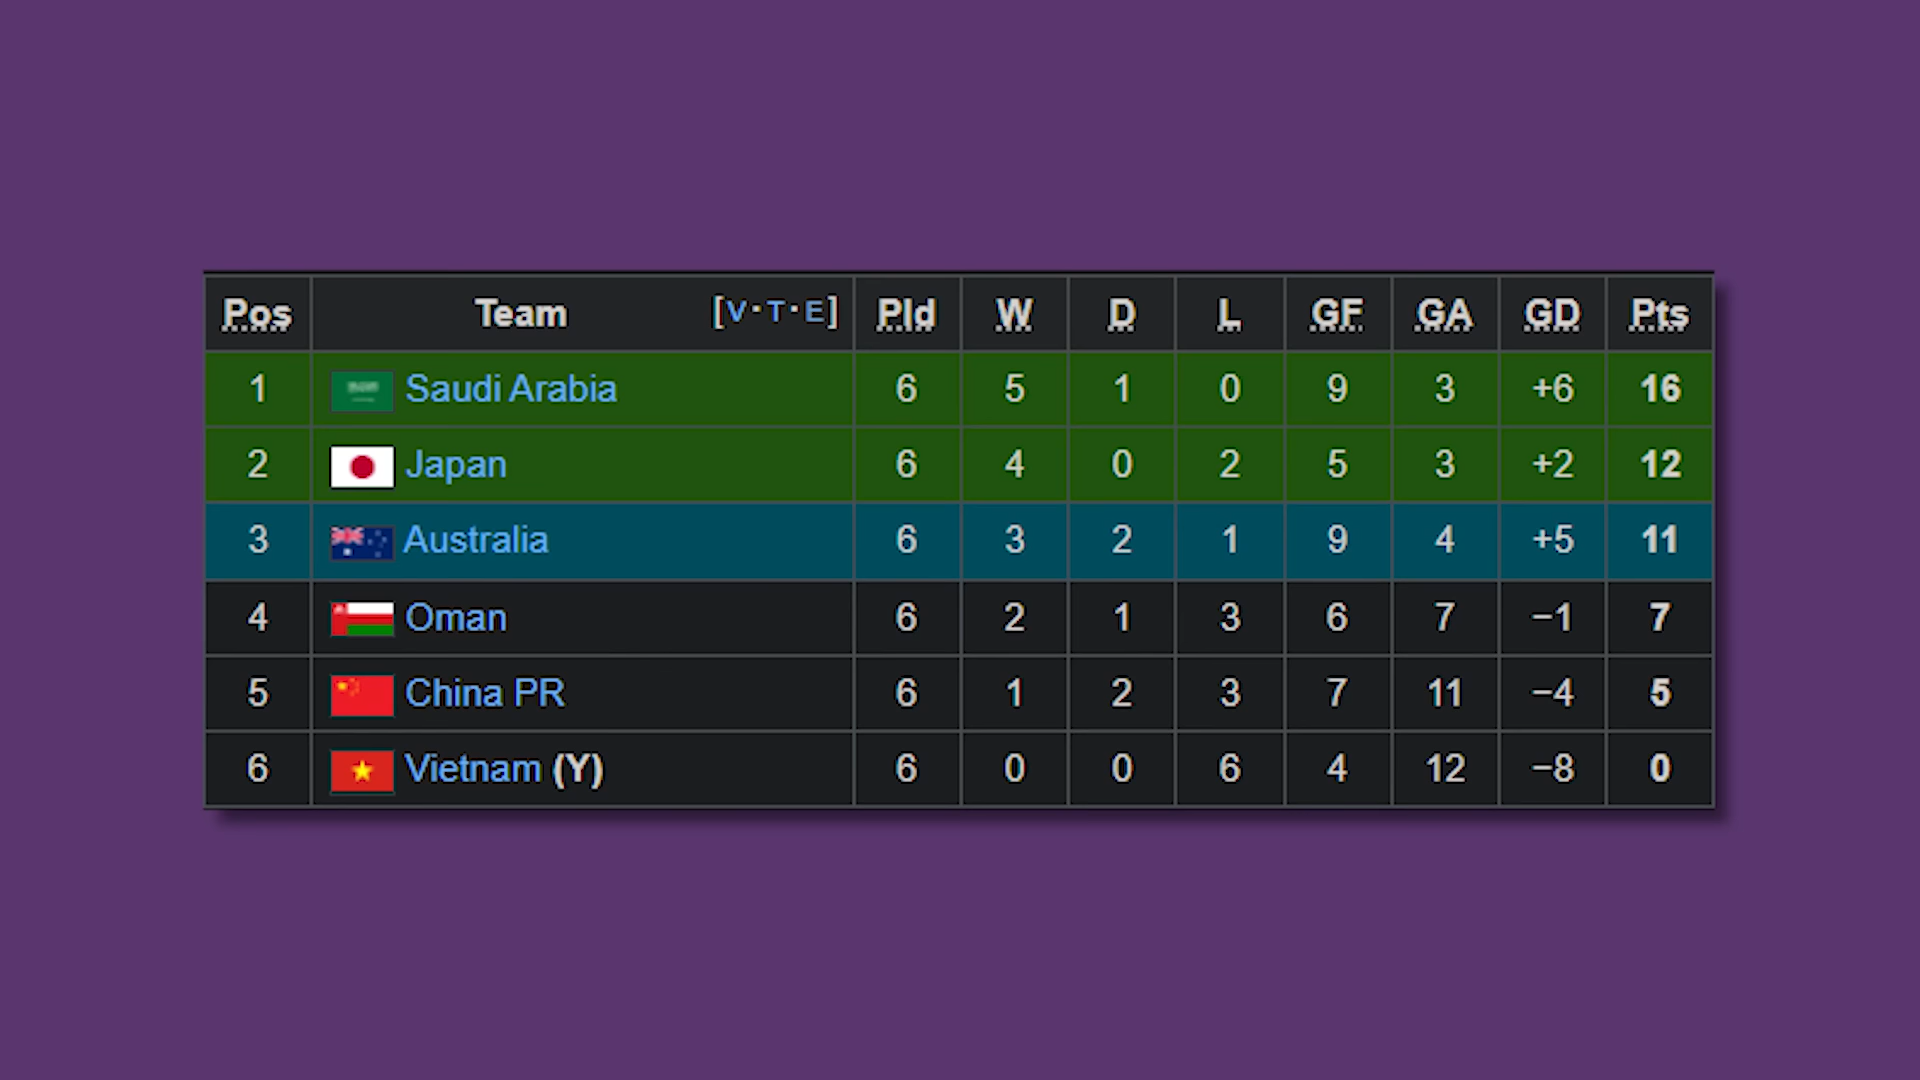 Pos Team [V·T·E] Pld W D L GF GA GD Pts
1 Saudi Arabia 6 5 1 0 9 3 +6 16
2 Japan 6 4 0 2 5 3 +2 12
3 Australia 6 3 2 1 9 4 +5 11
4 Oman 6 2 1 3 6 7 −1 7
5 China PR 6 1 2 3 7 11 −4 5
6 Vietnam (Y) 6 0 0 6 4 12 −8 0